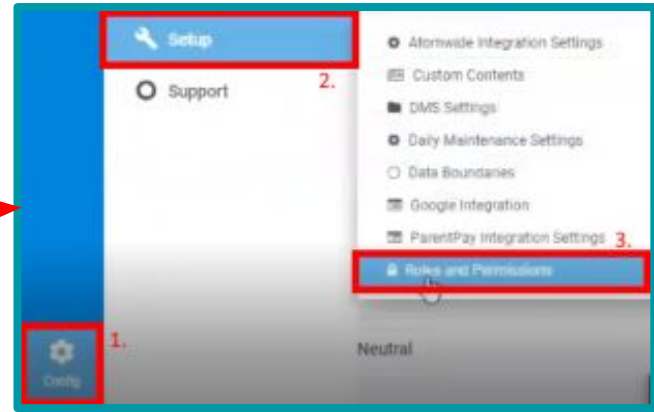 Setup
2.
Support
Atomwide Integration Settings
Custom Contents
DMS Settings
Daily Maintenance Settings
Data Boundaries
Google Integration
ParentPay Integration Settings
3.
Roles and Permissions
1.
Config
Neutral